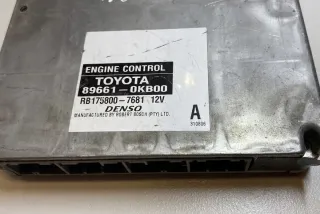 ENGINE CONTROL
TOYOTA
89661-0KB00
RB175800-7681 12V
DENSO
MANUFACTURED BY ROBERT BOSCH (PTY) LTD.
A